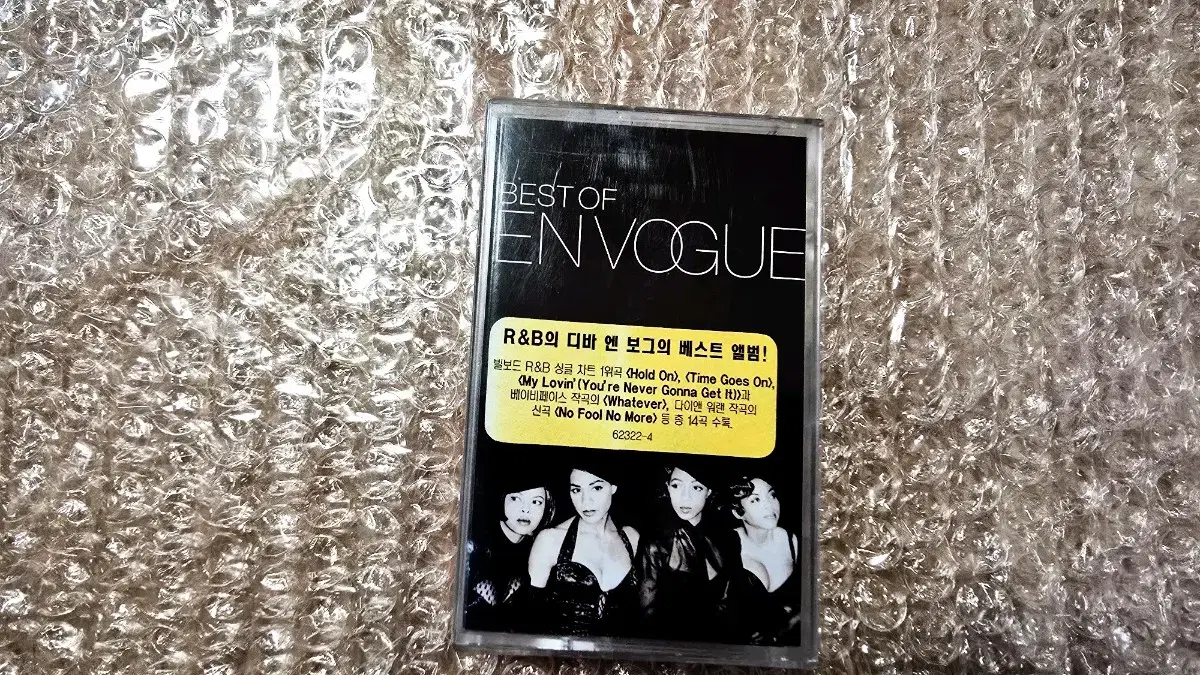 BEST OF
EN VOGUE
R&B의 디바 엔 보그의 베스트 앨범!
빌보드 R&B 싱글 차트 1위곡 <Hold On>, <Time Goes On>,
<My Lovin'(You're Never Gonna Get It)>과
베이비페이스 작곡의 <Whatever>, 다이앤 워렌 작곡의
신곡 <No Fool No More> 등 총 14곡 수록.
62322-4